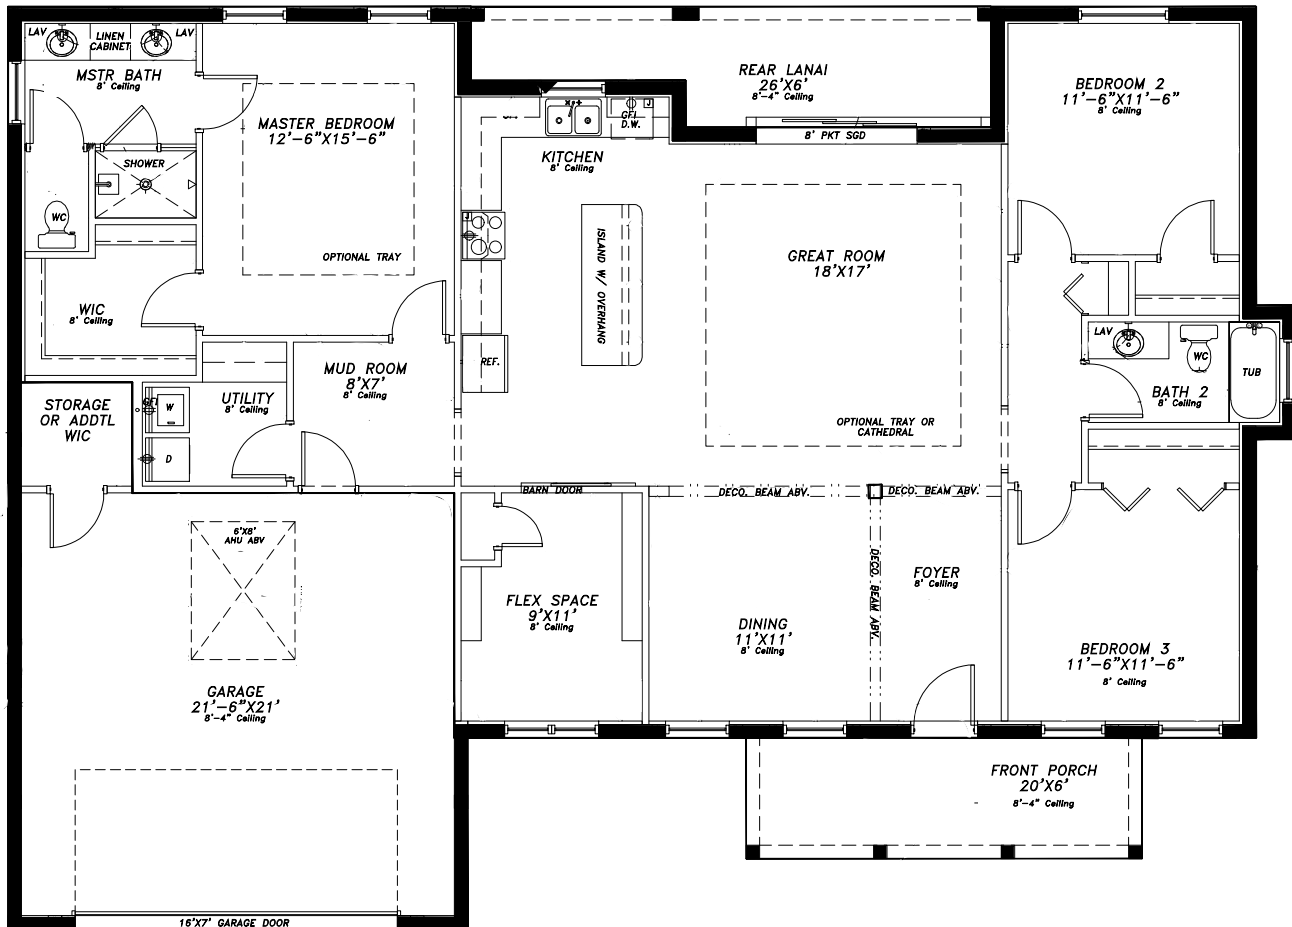 LAV
LINEN
CABINET
LAV
MSTR BATH
8' Ceiling
SHOWER
WC
MASTER BEDROOM
12'-6"X15'-6"
OPTIONAL TRAY
WIC
8' Ceiling
STORAGE
OR ADDTL
WIC
UTILITY
8' Ceiling
GFI
W
D
MUD ROOM
8'X7'
8' Ceiling
KITCHEN
8' Ceiling
GFI
D.W.
J
J
REF.
ISLAND W/ OVERHANG
REAR LANAI
26'X6'
8'-4" Ceiling
8' PKT SGD
GREAT ROOM
18'X17'
OPTIONAL TRAY OR
CATHEDRAL
BEDROOM 2
11'-6"X11'-6"
8' Ceiling
LAV
WC
TUB
BATH 2
8' Ceiling
BARN DOOR
DECO. BEAM ABV.
DECO. BEAM ABV.
DECO. BEAM ABV.
6'X8'
AHU ABV
GARAGE
21'-6"X21'
8'-4" Ceiling
16'X7' GARAGE DOOR
FLEX SPACE
9'X11'
8' Ceiling
DINING
11'X11'
8' Ceiling
FOYER
8' Ceiling
BEDROOM 3
11'-6"X11'-6"
8' Ceiling
FRONT PORCH
20'X6'
8'-4" Ceiling